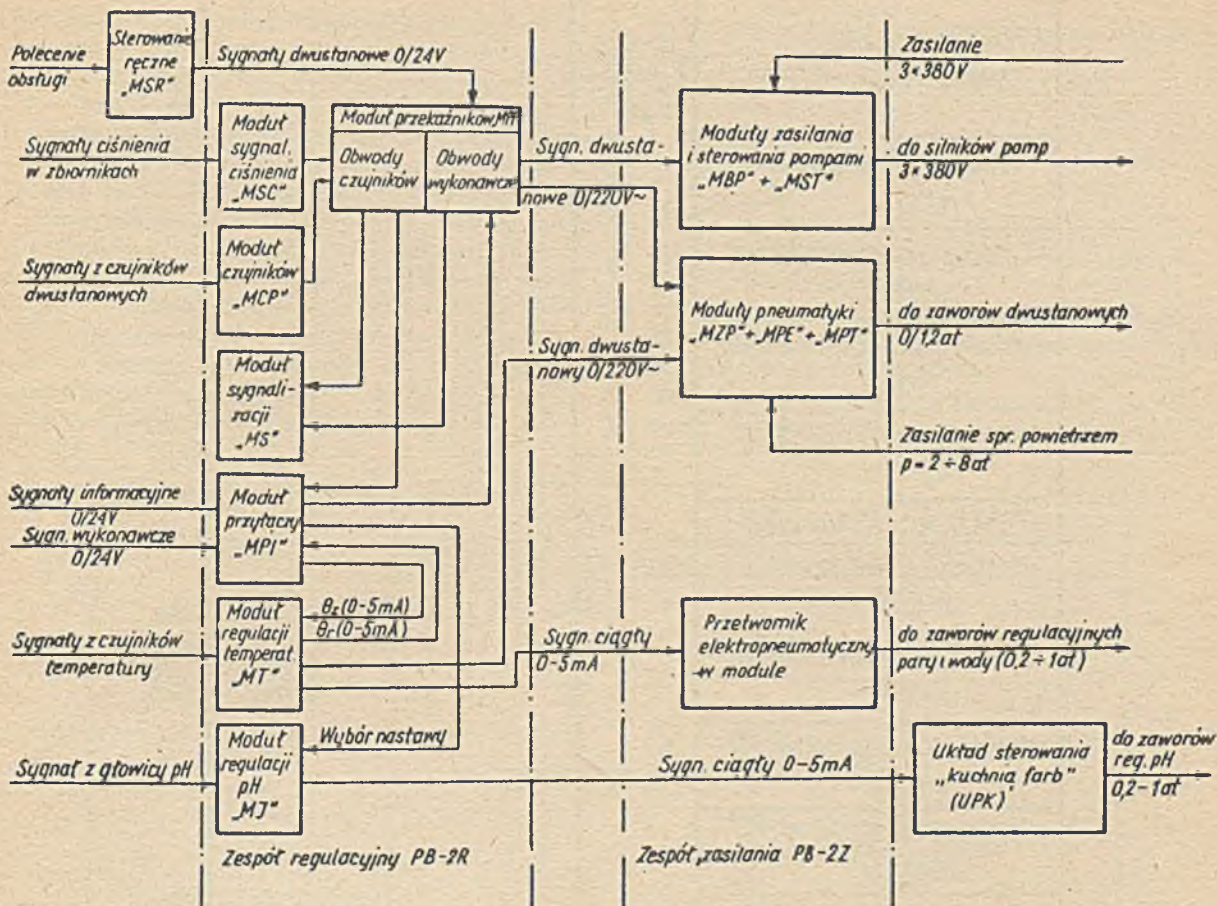 Polecenie
obsługi
Sterowanie
ręczne
„MSR"
Sygnały dwustanowe 0/24V
Zasilanie
3×380V
Sygnały ciśnienia
w zbiornikach
Moduł
sygnal.
ciśnienia
„MSC"
Moduł przekaźników „MPP"
Obwody
czujników
Obwody
wykonawcze
Sygn. dwusta-
nowe 0/220V~
Moduły zasilania
i sterowania pompami
„MBP" + „MST"
do silników pomp
3×380V
Sygnały z czujników
dwustanowych
Moduł
czujników
„MCP"
Moduły pneumatyki
„MZP"+„MPE"+„MPT"
do zaworów dwustanowych
0/1,2at
Moduł
sygnali-
zacji
„MS"
Sygn. dwusta-
nowy 0/220V~
Zasilanie spr. powietrzem
p = 2 ÷ 8at
Sygnały informacyjne
0/24V
Sygn. wykonawcze
0/24V
Moduł
przyłączy
„MPI"
Sygnały z czujników
temperatury
Moduł
regulacji
temperat.
„MT"
θz (0-5mA)
θr (0-5mA)
Sygn. ciągły
0-5mA
Przetwornik
elektropneumatyczny
w module
do zaworów regulacyjnych
pary i wody (0,2 ÷ 1at)
Sygnał z głowicy pH
Moduł
regulacji
pH
„MJ"
Wybór nastawy
Sygn. ciągły 0-5mA
Układ sterowania
„kuchnią farb"
(UPK)
do zaworów
reg. pH
0,2-1at
Zespół regulacyjny PB-2R
Zespół zasilania PB-2Z